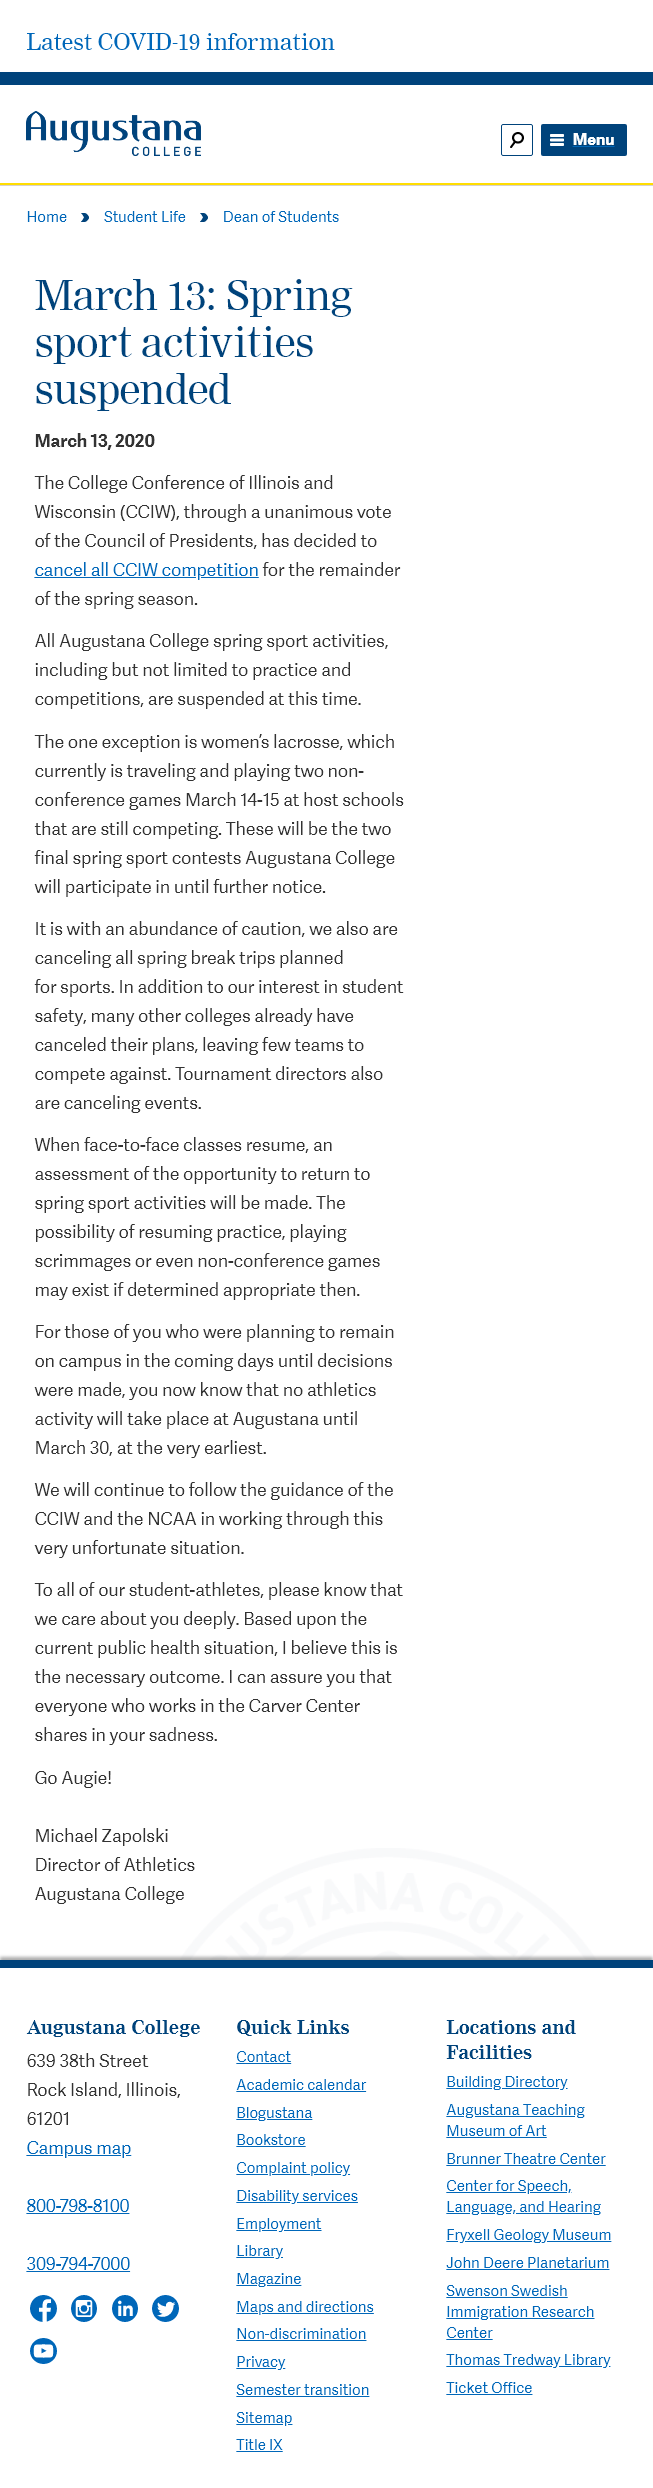 Latest COVID-19 information
Augustana
COLLEGE
Menu
Home
Student Life
Dean of Students
March 13: Spring
sport activities
suspended
March 13, 2020
The College Conference of Illinois and
Wisconsin (CCIW), through a unanimous vote
of the Council of Presidents, has decided to
cancel all CCIW competition for the remainder
of the spring season.
All Augustana College spring sport activities,
including but not limited to practice and
competitions, are suspended at this time.
The one exception is women's lacrosse, which
currently is traveling and playing two non-
conference games March 14-15 at host schools
that are still competing. These will be the two
final spring sport contests Augustana College
will participate in until further notice.
It is with an abundance of caution, we also are
canceling all spring break trips planned
for sports. In addition to our interest in student
safety, many other colleges already have
canceled their plans, leaving few teams to
compete against. Tournament directors also
are canceling events.
When face-to-face classes resume, an
assessment of the opportunity to return to
spring sport activities will be made. The
possibility of resuming practice, playing
scrimmages or even non-conference games
may exist if determined appropriate then.
For those of you who were planning to remain
on campus in the coming days until decisions
were made, you now know that no athletics
activity will take place at Augustana until
March 30, at the very earliest.
We will continue to follow the guidance of the
CCIW and the NCAA in working through this
very unfortunate situation.
To all of our student-athletes, please know that
we care about you deeply. Based upon the
current public health situation, I believe this is
the necessary outcome. I can assure you that
everyone who works in the Carver Center
shares in your sadness.
Go Augie!
Michael Zapolski
Director of Athletics
Augustana College
Augustana College
639 38th Street
Rock Island, Illinois,
61201
Campus map
800-798-8100
309-794-7000
Quick Links
Contact
Academic calendar
Blogustana
Bookstore
Complaint policy
Disability services
Employment
Library
Magazine
Maps and directions
Non-discrimination
Privacy
Semester transition
Sitemap
Title IX
Locations and
Facilities
Building Directory
Augustana Teaching
Museum of Art
Brunner Theatre Center
Center for Speech,
Language, and Hearing
Fryxell Geology Museum
John Deere Planetarium
Swenson Swedish
Immigration Research
Center
Thomas Tredway Library
Ticket Office